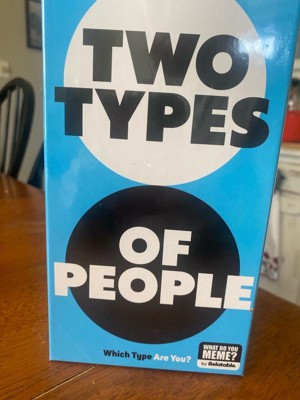 TWO
TYPES
OF
PEOPLE
Which Type Are You?
WHAT DO YOU
MEME?
by Relatable.